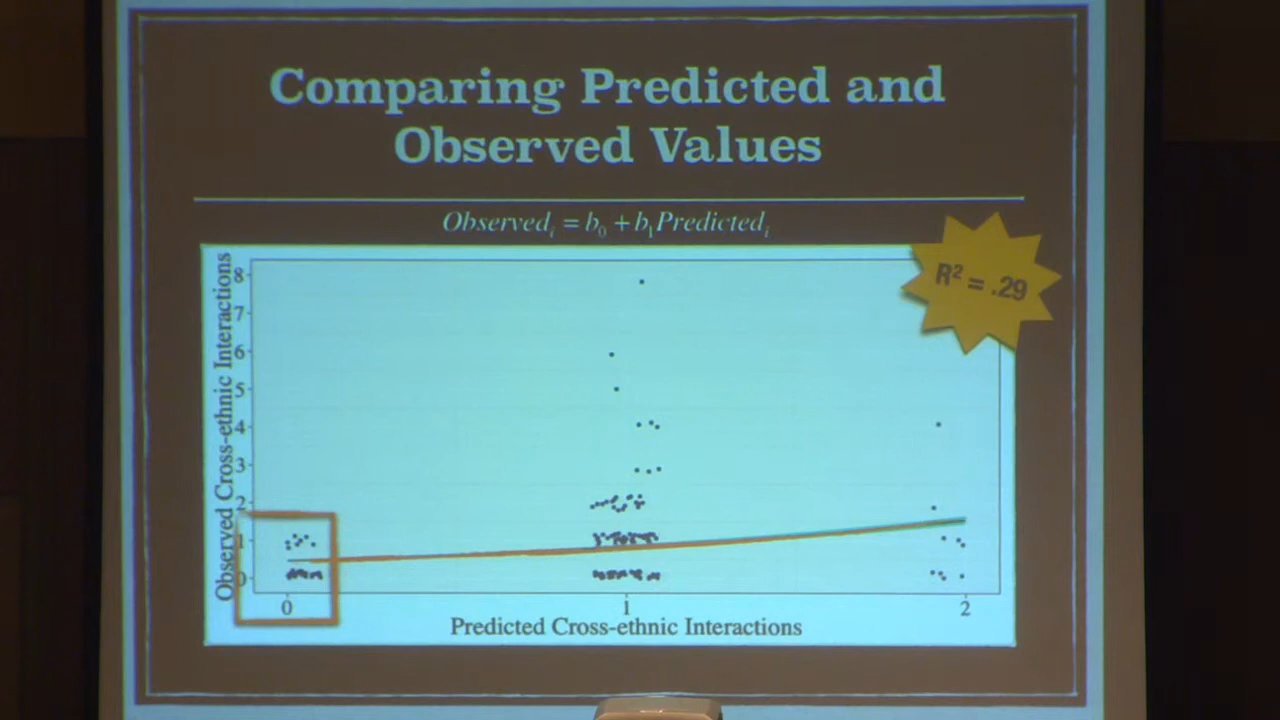 Comparing Predicted and
Observed Values
Observedᵢ = b₀ + b₁Predictedᵢ
R² = .29
Observed Cross-ethnic Interactions
8
7
6
5
4
3
2
1
0
0 1 2
Predicted Cross-ethnic Interactions